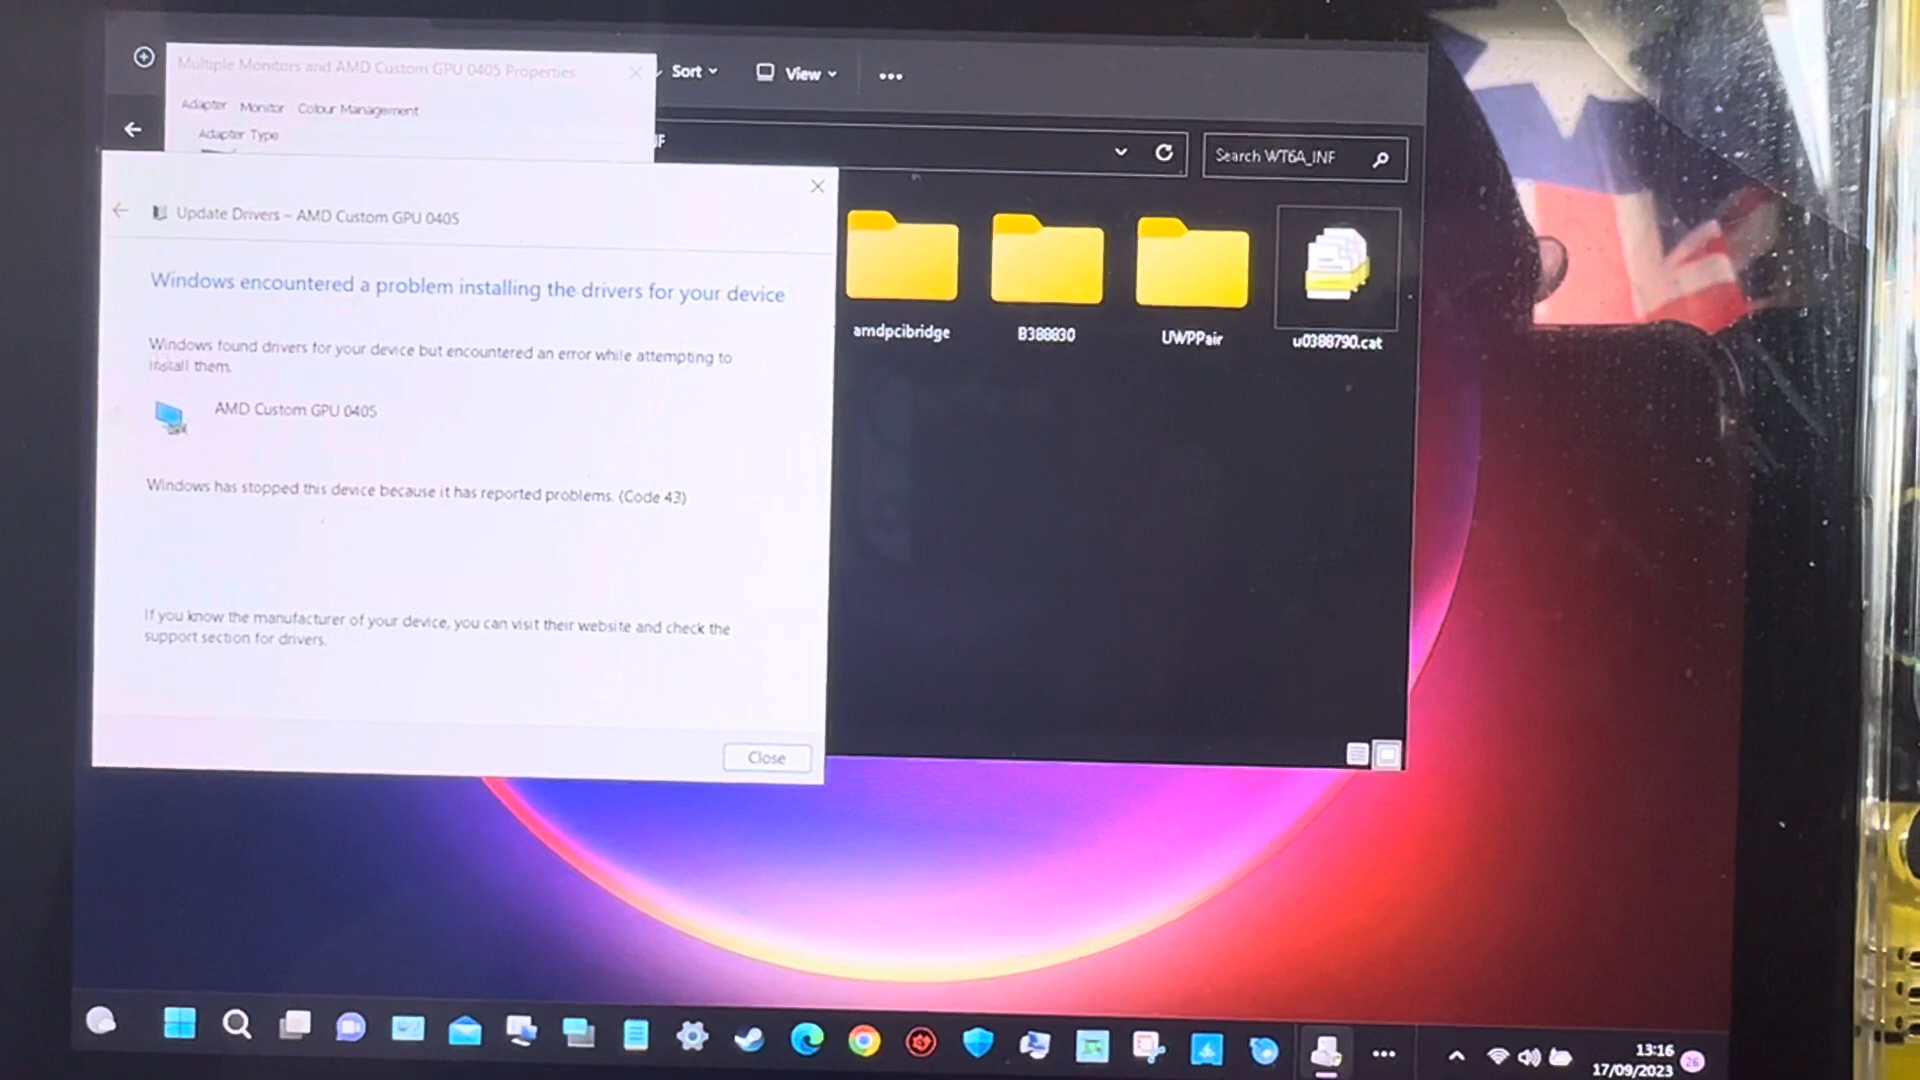 Multiple Monitors and AMD Custom GPU 0405 Properties
Sort
View
Adapter Monitor Colour Management
Adapter Type
Search WT6A_INF
Update Drivers – AMD Custom GPU 0405
Windows encountered a problem installing the drivers for your device
Windows found drivers for your device but encountered an error while attempting to
install them.
AMD Custom GPU 0405
Windows has stopped this device because it has reported problems. (Code 43)
If you know the manufacturer of your device, you can visit their website and check the
support section for drivers.
Close
amdpcibridge
B388830
UWPPair
u0388790.cat
13:16
17/09/2023
26